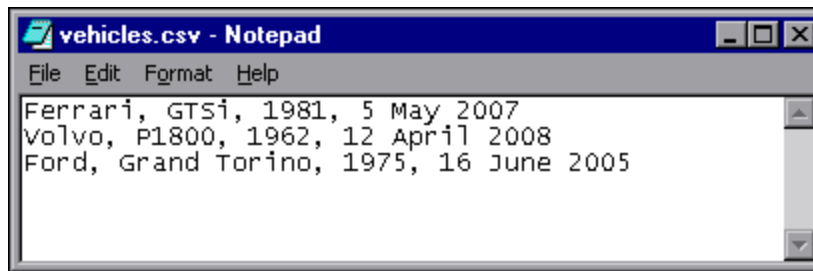 vehicles.csv - Notepad
File Edit Format Help
Ferrari, GTSi, 1981, 5 May 2007
Volvo, P1800, 1962, 12 April 2008
Ford, Grand Torino, 1975, 16 June 2005